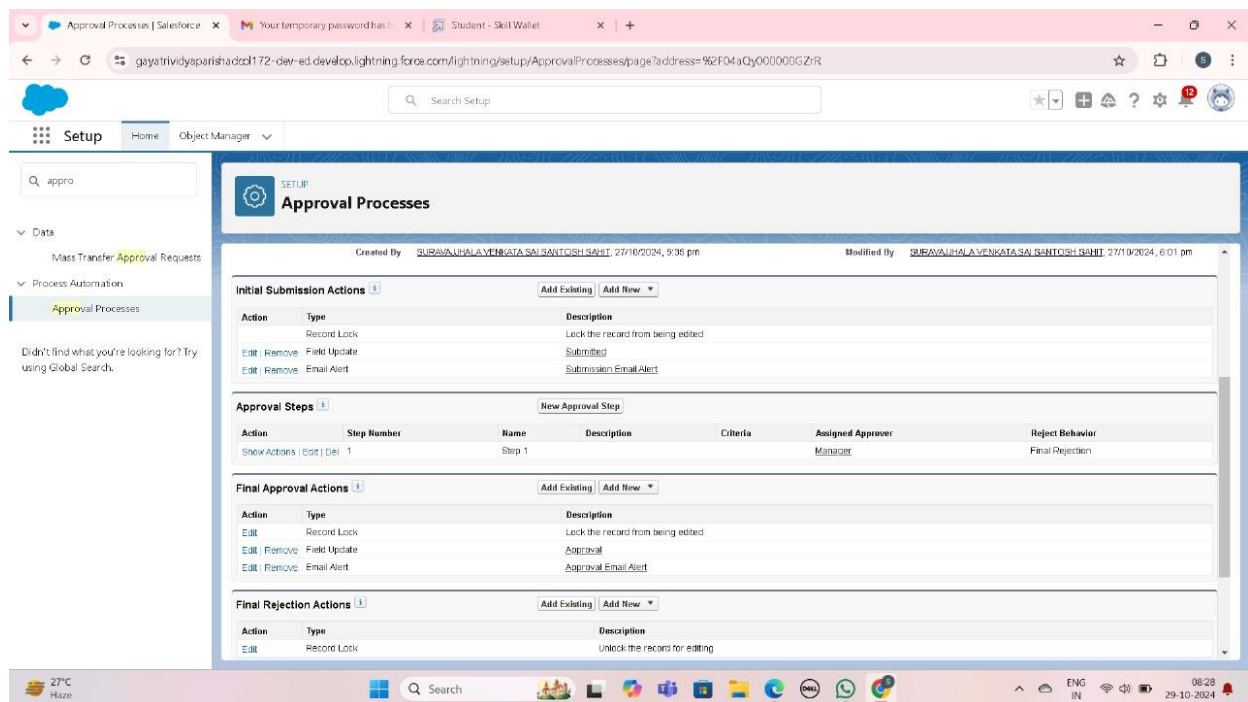 Approval Processes | Salesforce
Your temporary password has b
Student - Skill Wallet
gayatrividyaparishadcol172-dev-ed.develop.lightning.force.com/lightning/setup/ApprovalProcesses/page?address=%2F04aQy000000GZrR
S
Search Setup
12
Setup Home Object Manager
appro
Data
Mass Transfer Approval Requests
Process Automation
Approval Processes
Didn't find what you're looking for? Try
using Global Search.
SETUP
Approval Processes
Created By SURAVAJJHALA VENKATA SAI SANTOSH SAHIT, 27/10/2024, 5:35 pm Modified By SURAVAJJHALA VENKATA SAI SANTOSH SAHIT, 27/10/2024, 6:01 pm
Initial Submission Actions Add Existing Add New
Action Type Description
Record Lock Lock the record from being edited
Edit | Remove Field Update Submitted
Edit | Remove Email Alert Submission Email Alert
Approval Steps New Approval Step
Action Step Number Name Description Criteria Assigned Approver Reject Behavior
Show Actions | Edit | Del 1 Step 1 Manager Final Rejection
Final Approval Actions Add Existing Add New
Action Type Description
Edit Record Lock Lock the record from being edited
Edit | Remove Field Update Approval
Edit | Remove Email Alert Approval Email Alert
Final Rejection Actions Add Existing Add New
Action Type Description
Edit Record Lock Unlock the record for editing
27°C
Haze
Search
DELL
ENG
IN
08:28
29-10-2024